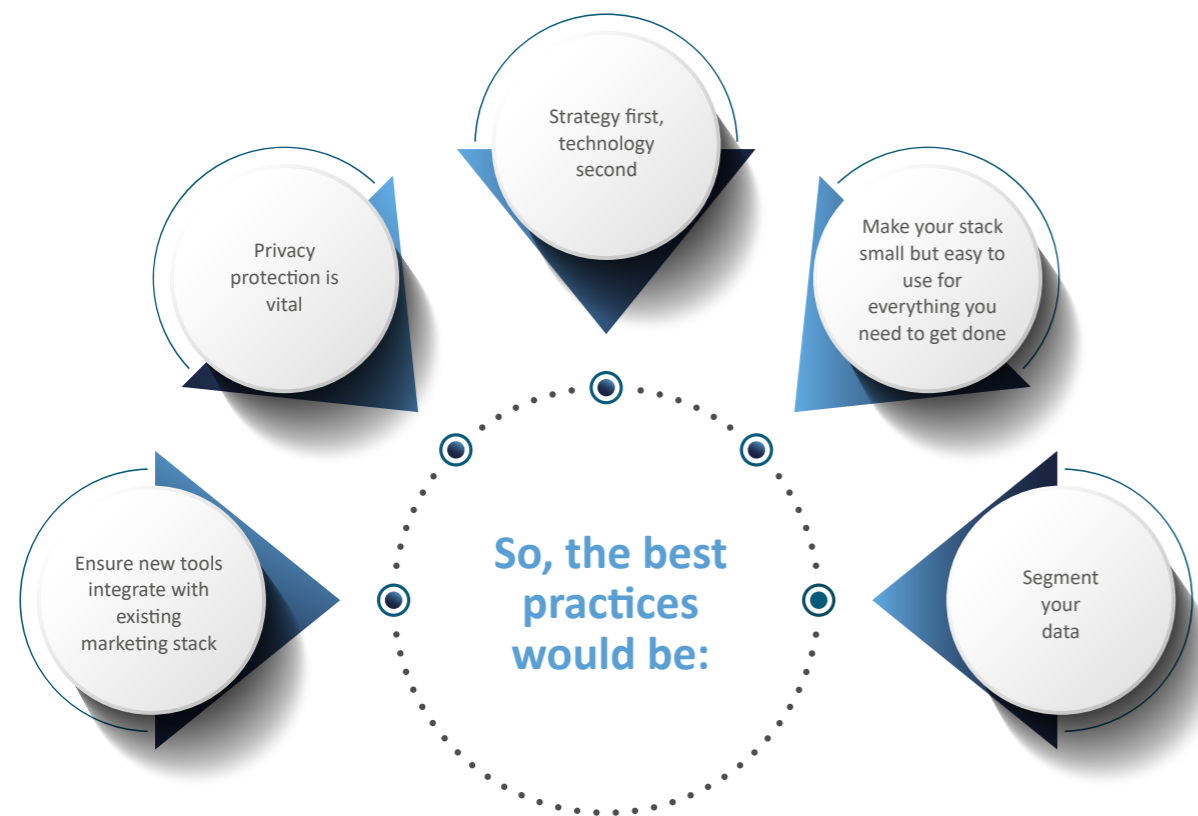 Strategy first,
technology
second
Privacy
protection is
vital
Make your stack
small but easy to
use for
everything you
need to get done
Ensure new tools
integrate with
existing
marketing stack
So, the best
practices
would be:
Segment
your
data